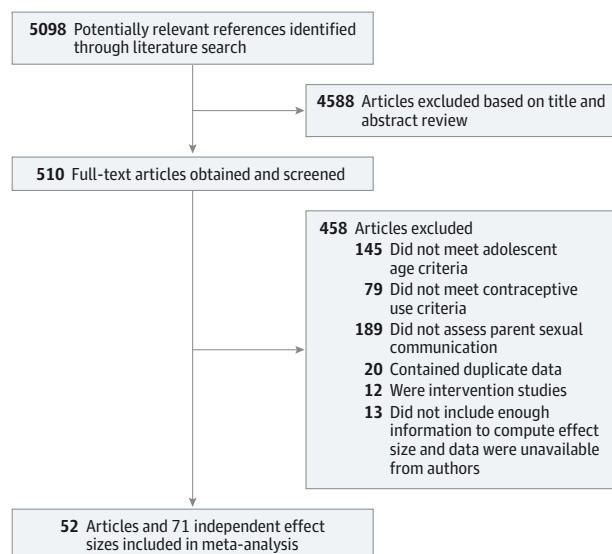 5098 Potentially relevant references identified
through literature search
4588 Articles excluded based on title and
abstract review
510 Full-text articles obtained and screened
458 Articles excluded
145 Did not meet adolescent
age criteria
79 Did not meet contraceptive
use criteria
189 Did not assess parent sexual
communication
20 Contained duplicate data
12 Were intervention studies
13 Did not include enough
information to compute effect
size and data were unavailable
from authors
52 Articles and 71 independent effect
sizes included in meta-analysis